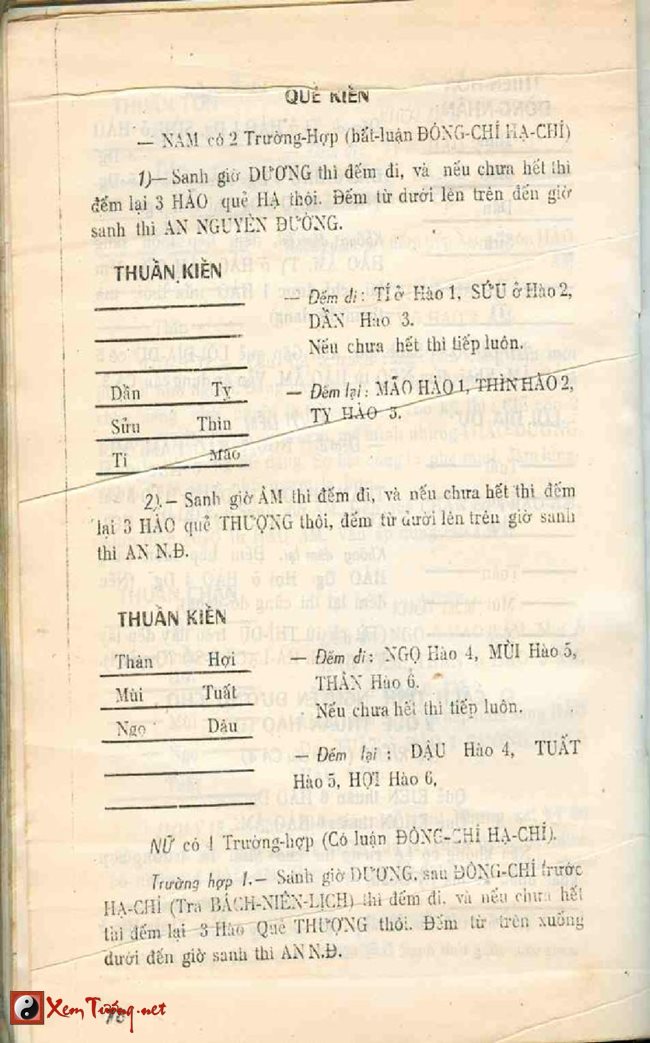 QUẺ KIỀN
— NAM có 2 Trường-Hợp (bất-luận ĐÔNG-CHÍ HẠ-CHÍ)
1)— Sanh giờ DƯƠNG thì đếm đi, và nếu chưa hết thì
đếm lại 3 HÀO quẻ HẠ thôi. Đếm từ dưới lên trên đến giờ
sanh thì AN NGUYÊN ĐƯỜNG.
THUẦN KIỀN
— Đếm đi : TÍ ở Hào 1, SỬU ở Hào 2,
DẦN Hào 3.
Nếu chưa hết thì tiếp luôn.
Dần Tỵ
— Đếm lại : MÃO HÀO 1, THÌN HÀO 2,
TỴ HÀO 3.
Sửu Thìn
Tí Mão
2).— Sanh giờ ÂM thì đếm đi, và nếu chưa hết thì đếm
lại 3 HÀO quẻ THƯỢNG thôi, đếm từ dưới lên trên giờ sanh
thì AN N.Đ.
THUẦN KIỀN
Thân Hợi
— Đếm đi : NGỌ Hào 4, MÙI Hào 5,
THÂN Hào 6.
Mùi Tuất
Nếu chưa hết thì tiếp luôn.
Ngọ Dậu
— Đếm lại : DẬU Hào 4, TUẤT
Hào 5, HỢI Hào 6,
NỮ có 4 Trường-hợp (Có luận ĐÔNG-CHÍ HẠ-CHÍ).
Trường hợp 1.— Sanh giờ DƯƠNG, sau ĐÔNG-CHÍ trước
HẠ-CHÍ (Tra BÁCH-NIÊN-LỊCH) thì đếm đi, và nếu chưa hết
thì đếm lại 3 Hào Quẻ THƯỢNG thôi. Đếm từ trên xuống
dưới đến giờ sanh thì AN N.Đ.
XemTướng.net